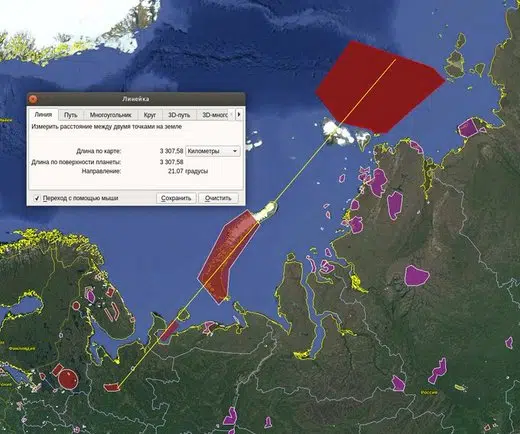 Линейка
Линия Путь Многоугольник Круг 3D-путь 3D-многс
Измерить расстояние между двумя точками на земле
Длина по карте: 3 307,58 Километры
Длина по поверхности планеты: 3 307,58
Направление: 21,07 градусы
Переход с помощью мыши Сохранить Очистить
Финляндия
Россия